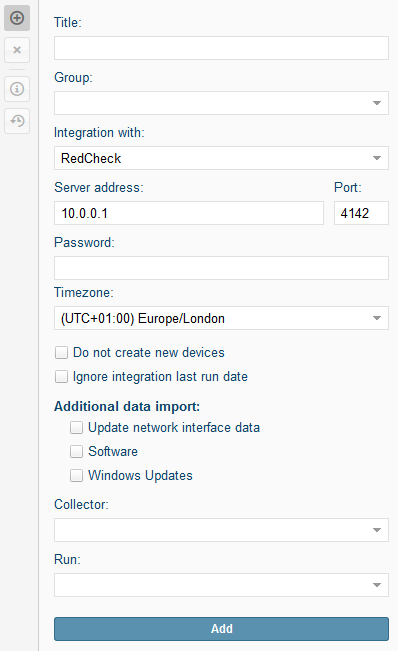 Title:
Group:
Integration with:
RedCheck
Server address: Port:
10.0.0.1 4142
Password:
Timezone:
(UTC+01:00) Europe/London
Do not create new devices
Ignore integration last run date
Additional data import:
Update network interface data
Software
Windows Updates
Collector:
Run:
Add